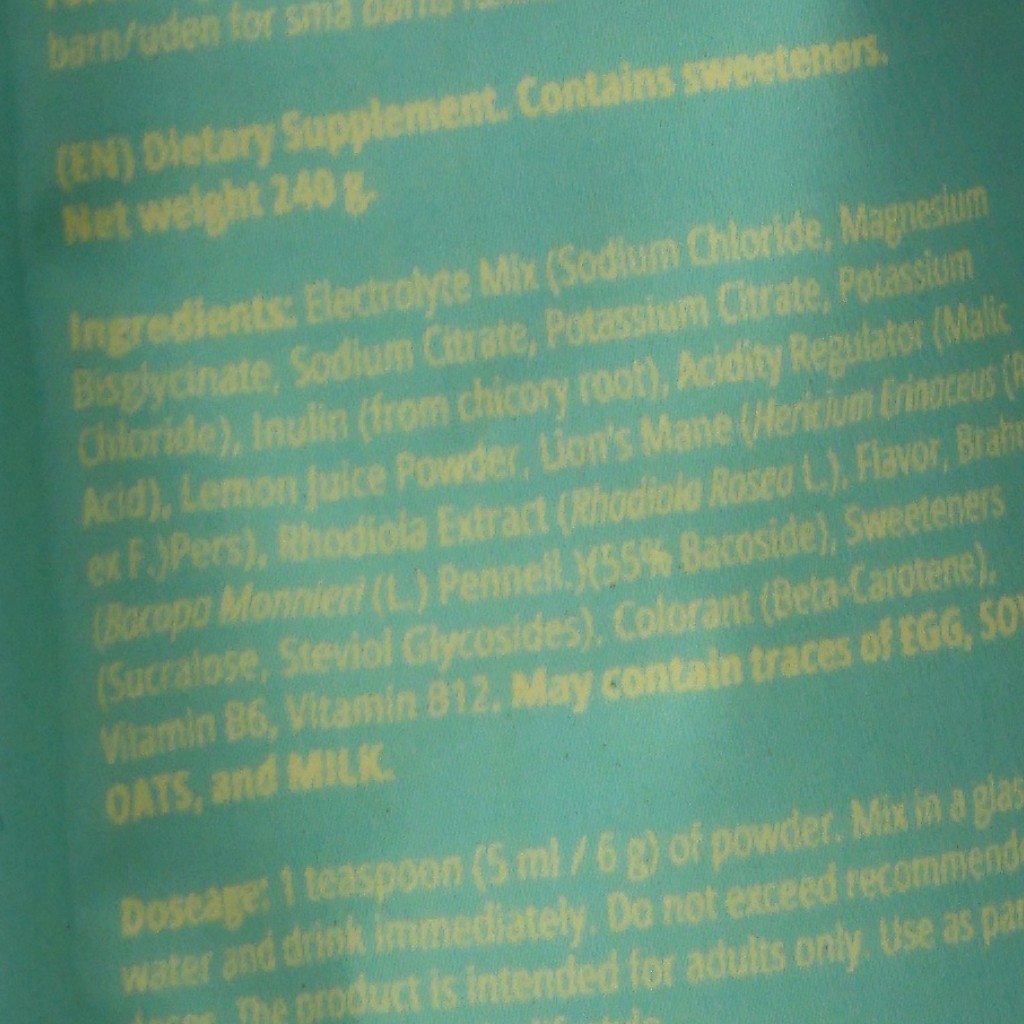 barn/uden for små børns
(EN) Dietary Supplement. Contains sweeteners.
Net weight 240 g.
Ingredients: Electrolyte Mix (Sodium Chloride, Magnesium
Bisglycinate, Sodium Citrate, Potassium Citrate, Potassium
Chloride), Inulin (from chicory root), Acidity Regulator (Malic
Acid), Lemon Juice Powder, Lion's Mane (Hericium Erinaceus
ex F.)Pers), Rhodiola Extract (Rhodiola Rosea L.), Flavor,
(Bacopa Monnieri (L.) Pennell.)(55% Bacoside), Sweeteners
(Sucralose, Steviol Glycosides), Colorant (Beta-Carotene),
Vitamin B6, Vitamin B12. May contain traces of EGG,
OATS, and MILK.
Doseage: 1 teaspoon (5 ml / 6 g) of powder. Mix in a
water and drink immediately. Do not exceed
The product is intended for adults only. Use as